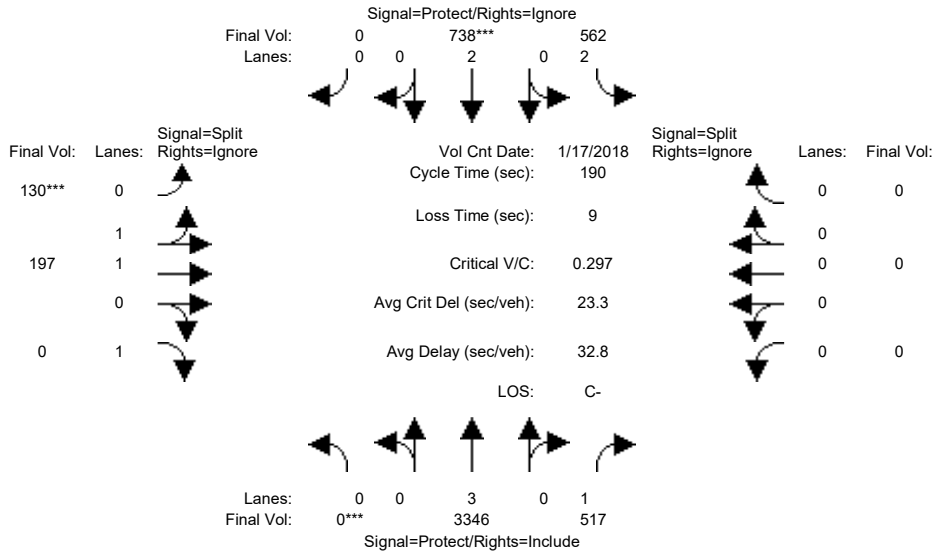 Signal=Protect/Rights=Ignore
Final Vol: 0 738*** 562
Lanes: 0 0 2 0 2
Signal=Split
Final Vol: Lanes: Rights=Ignore
Vol Cnt Date: 1/17/2018
Signal=Split
Rights=Ignore Lanes: Final Vol:
Cycle Time (sec): 190
130*** 0
0 0
Loss Time (sec): 9
1
0
197 1
Critical V/C: 0.297
0 0
0
Avg Crit Del (sec/veh): 23.3
0
0 1
Avg Delay (sec/veh): 32.8
0 0
LOS: C-
Lanes: 0 0 3 0 1
Final Vol: 0*** 3346 517
Signal=Protect/Rights=Include